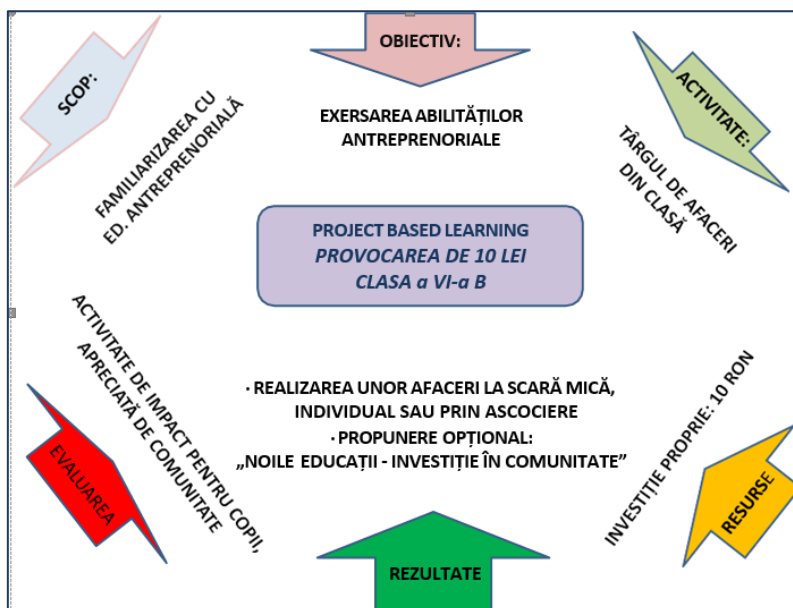 SCOP:
FAMILIARIZAREA CU
ED. ANTREPRENORIALĂ
OBIECTIV:
EXERSAREA ABILITĂȚILOR
ANTREPRENORIALE
ACTIVITATE:
TÂRGUL DE AFACERI
DIN CLASĂ
PROJECT BASED LEARNING
PROVOCAREA DE 10 LEI
CLASA a VI-a B
EVALUAREA
ACTIVITATE DE IMPACT PENTRU COPII,
APRECIATĂ DE COMUNITATE
· REALIZAREA UNOR AFACERI LA SCARĂ MICĂ,
INDIVIDUAL SAU PRIN ASCOCIERE
· PROPUNERE OPȚIONAL:
„NOILE EDUCAȚII - INVESTIȚIE ÎN COMUNITATE”
REZULTATE
INVESTIȚIE PROPRIE: 10 RON
RESURSE